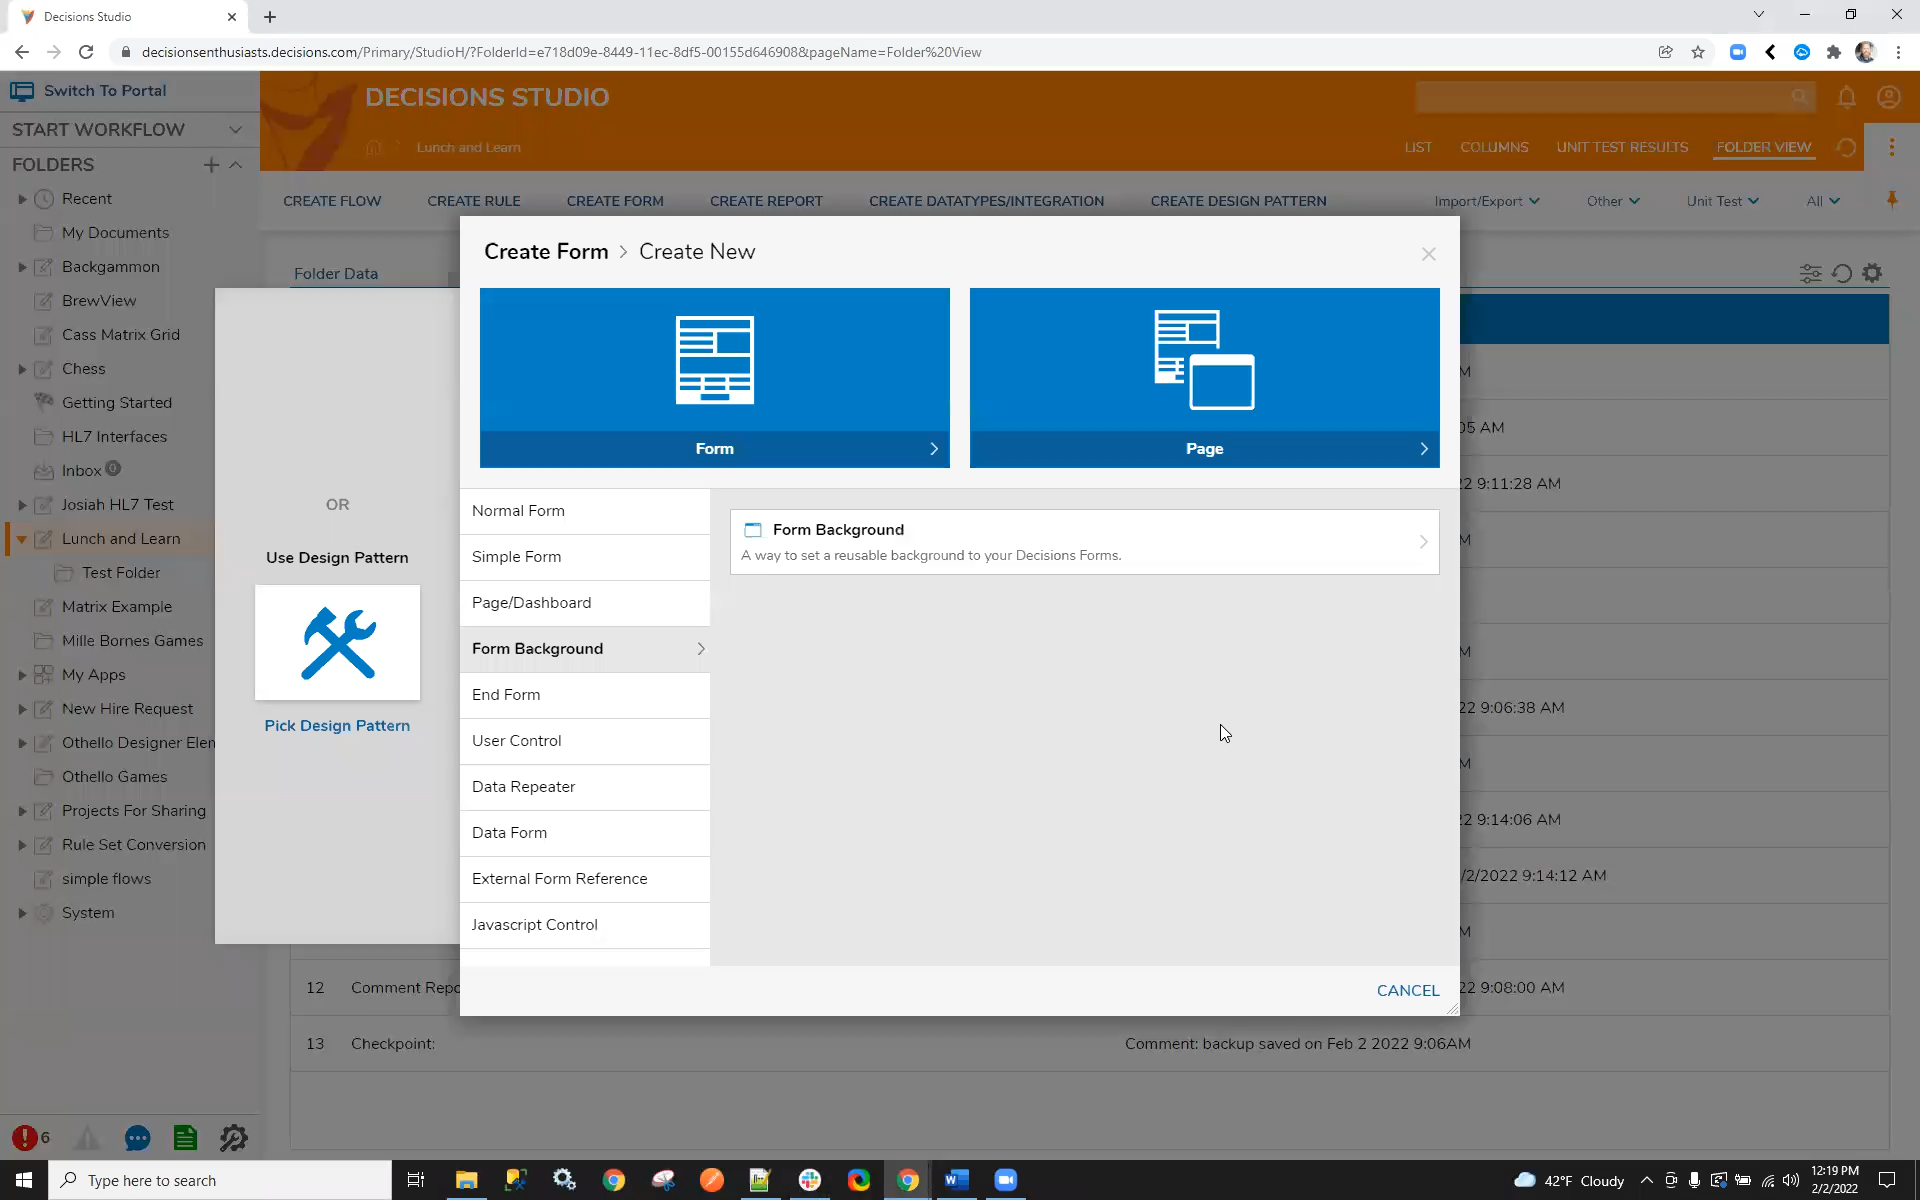 Decisions Studio
decisionsenthusiasts.decisions.com/Primary/StudioH/?FolderId=e718d09e-8449-11ec-8df5-00155d646908&pageName=Folder%20View
Switch To Portal
DECISIONS STUDIO
START WORKFLOW
Lunch and Learn
LIST
COLUMNS
UNIT TEST RESULTS
FOLDER VIEW
FOLDERS
CREATE FLOW
CREATE RULE
CREATE FORM
CREATE REPORT
CREATE DATATYPES/INTEGRATION
CREATE DESIGN PATTERN
Import/Export
Other
Unit Test
All
Recent
My Documents
Backgammon
BrewView
Cass Matrix Grid
Chess
Getting Started
HL7 Interfaces
Inbox 0
Josiah HL7 Test
Lunch and Learn
Test Folder
Matrix Example
Mille Bornes Games
My Apps
New Hire Request
Othello Designer Elen
Othello Games
Projects For Sharing
Rule Set Conversion
simple flows
System
6
Folder Data
OR
Use Design Pattern
Pick Design Pattern
Create Form > Create New
Form
Page
Normal Form
Simple Form
Page/Dashboard
Form Background
End Form
User Control
Data Repeater
Data Form
External Form Reference
Javascript Control
Form Background
A way to set a reusable background to your Decisions Forms.
CANCEL
M
05 AM
22 9:11:28 AM
M
M
22 9:06:38 AM
M
22 9:14:06 AM
/2/2022 9:14:12 AM
M
12 Comment Repo
22 9:08:00 AM
13 Checkpoint:
Comment: backup saved on Feb 2 2022 9:06AM
Type here to search
42°F Cloudy
12:19 PM
2/2/2022